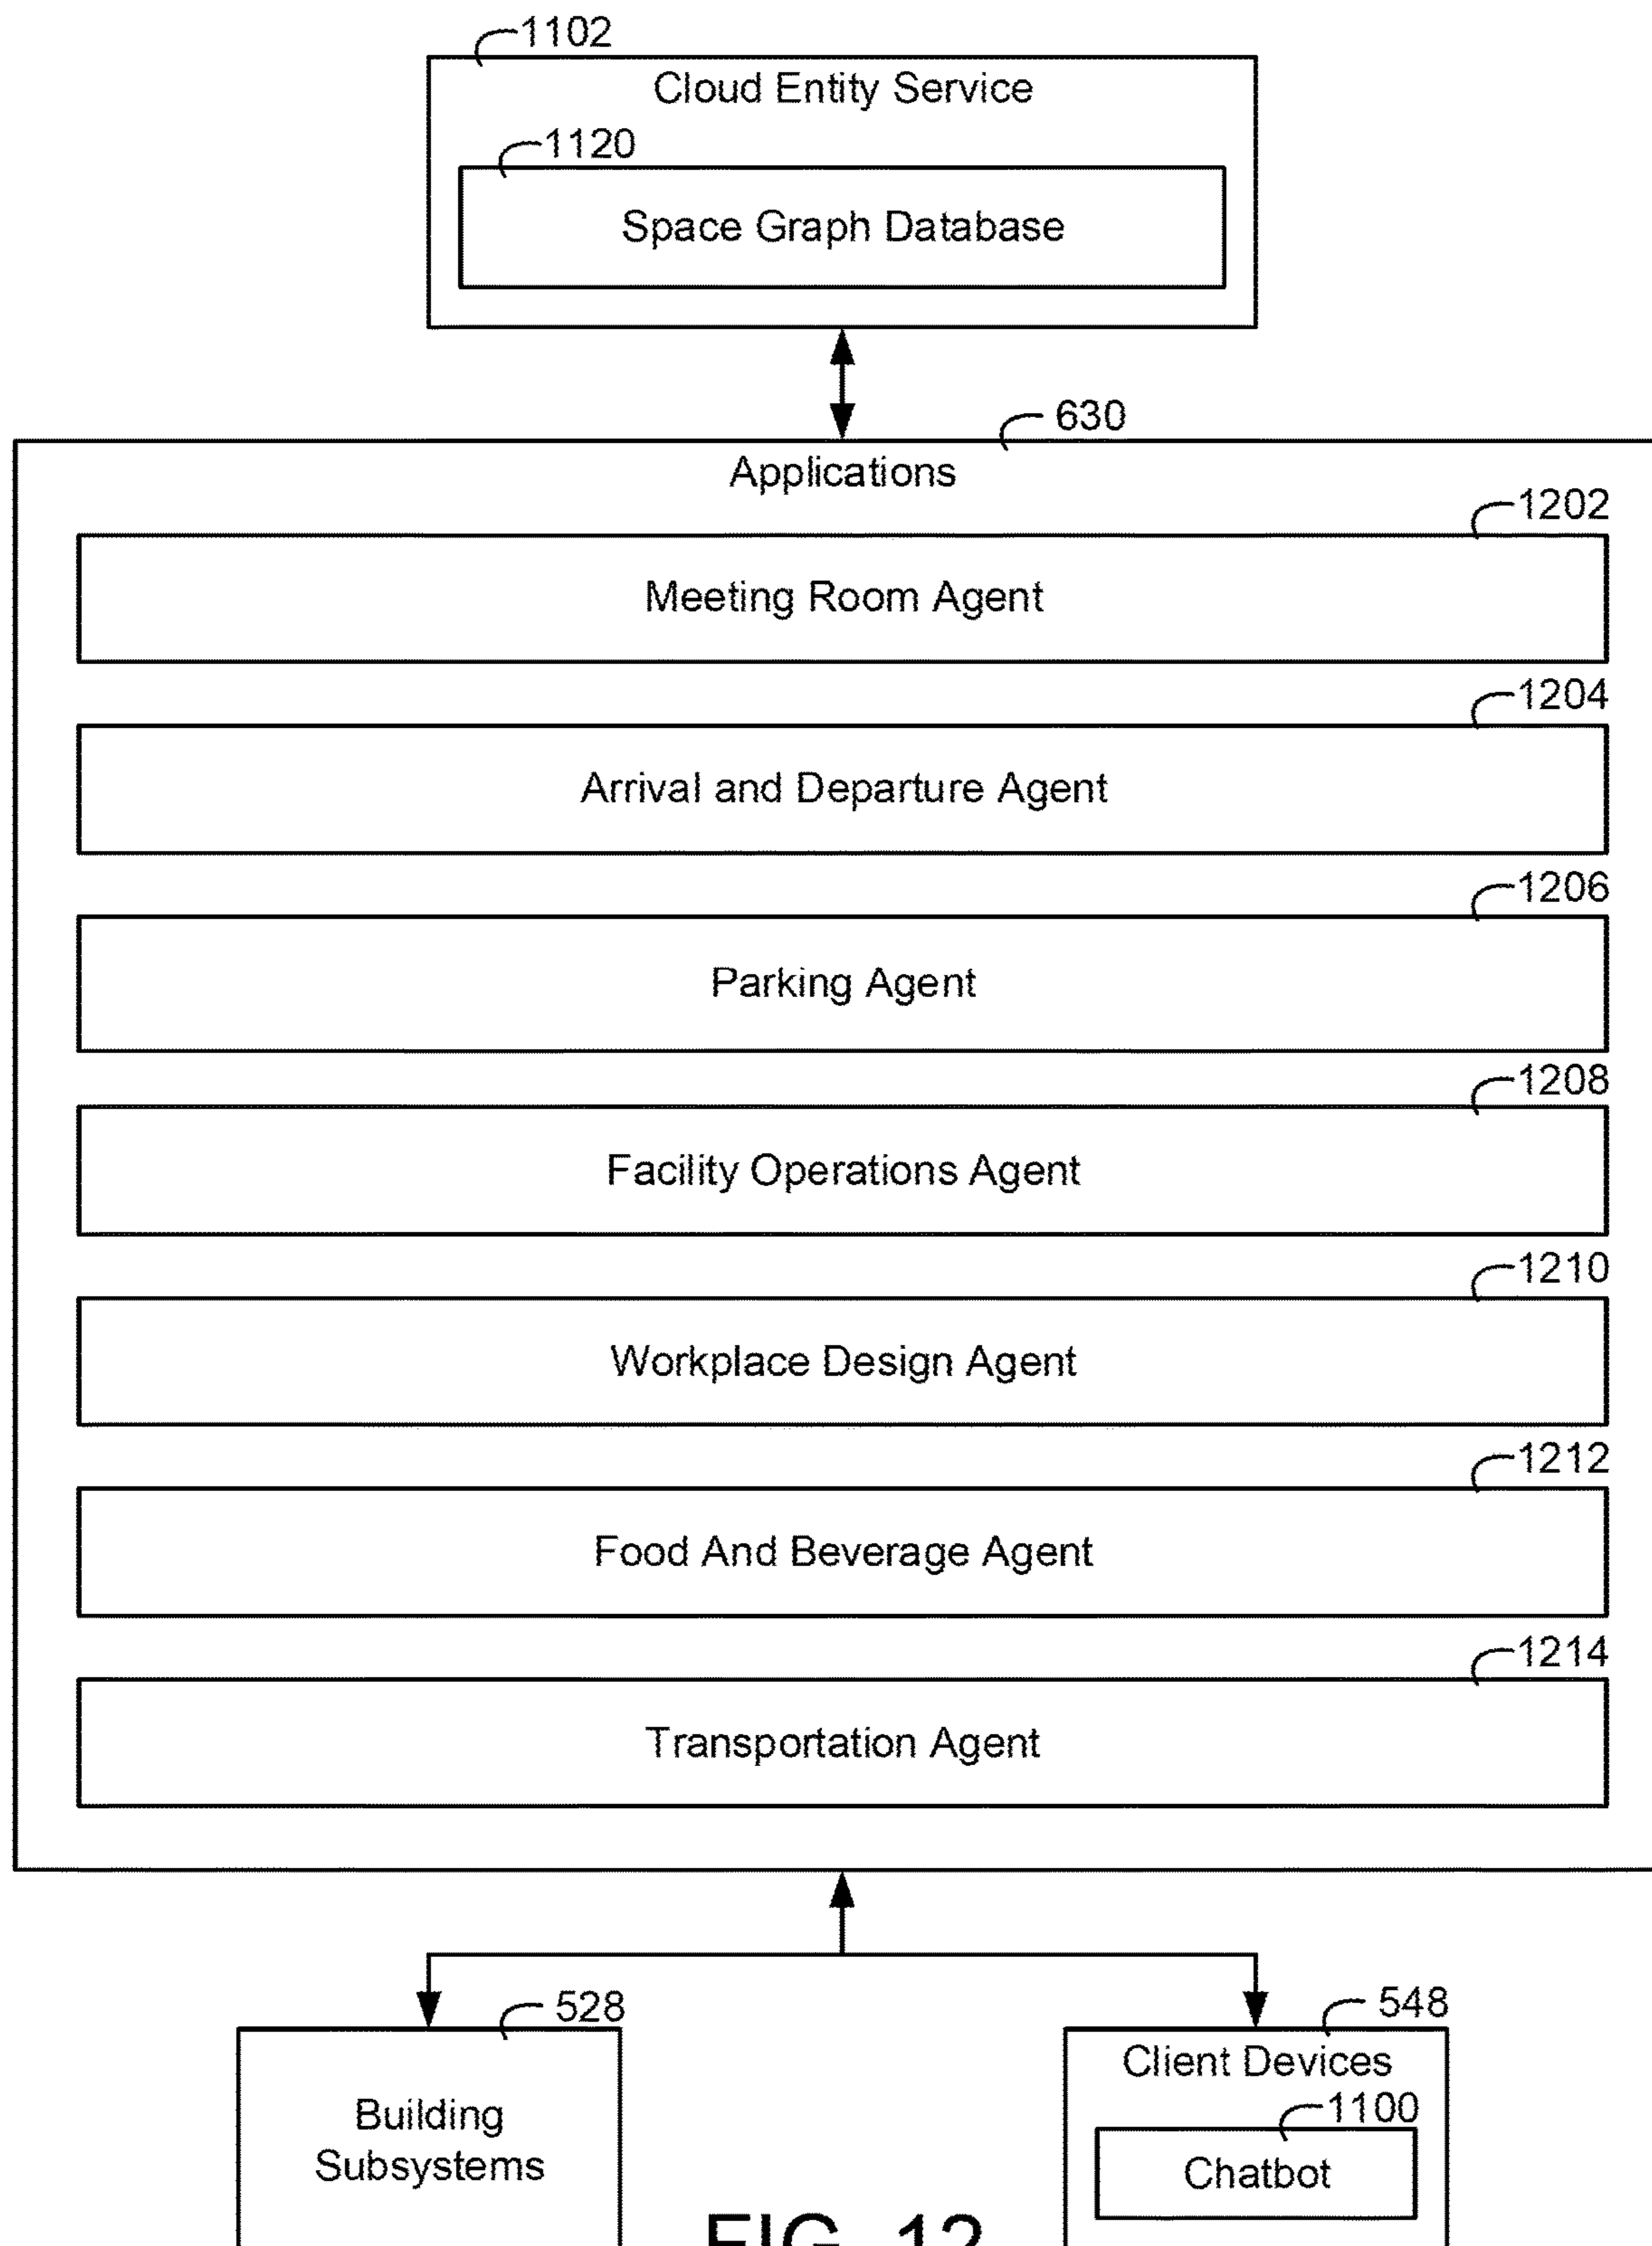 1102
Cloud Entity Service
1120
Space Graph Database
630
Applications
1202
Meeting Room Agent
1204
Arrival and Departure Agent
1206
Parking Agent
1208
Facility Operations Agent
1210
Workplace Design Agent
1212
Food And Beverage Agent
1214
Transportation Agent
528
Building
Subsystems
548
Client Devices
1100
Chatbot
FIG. 12